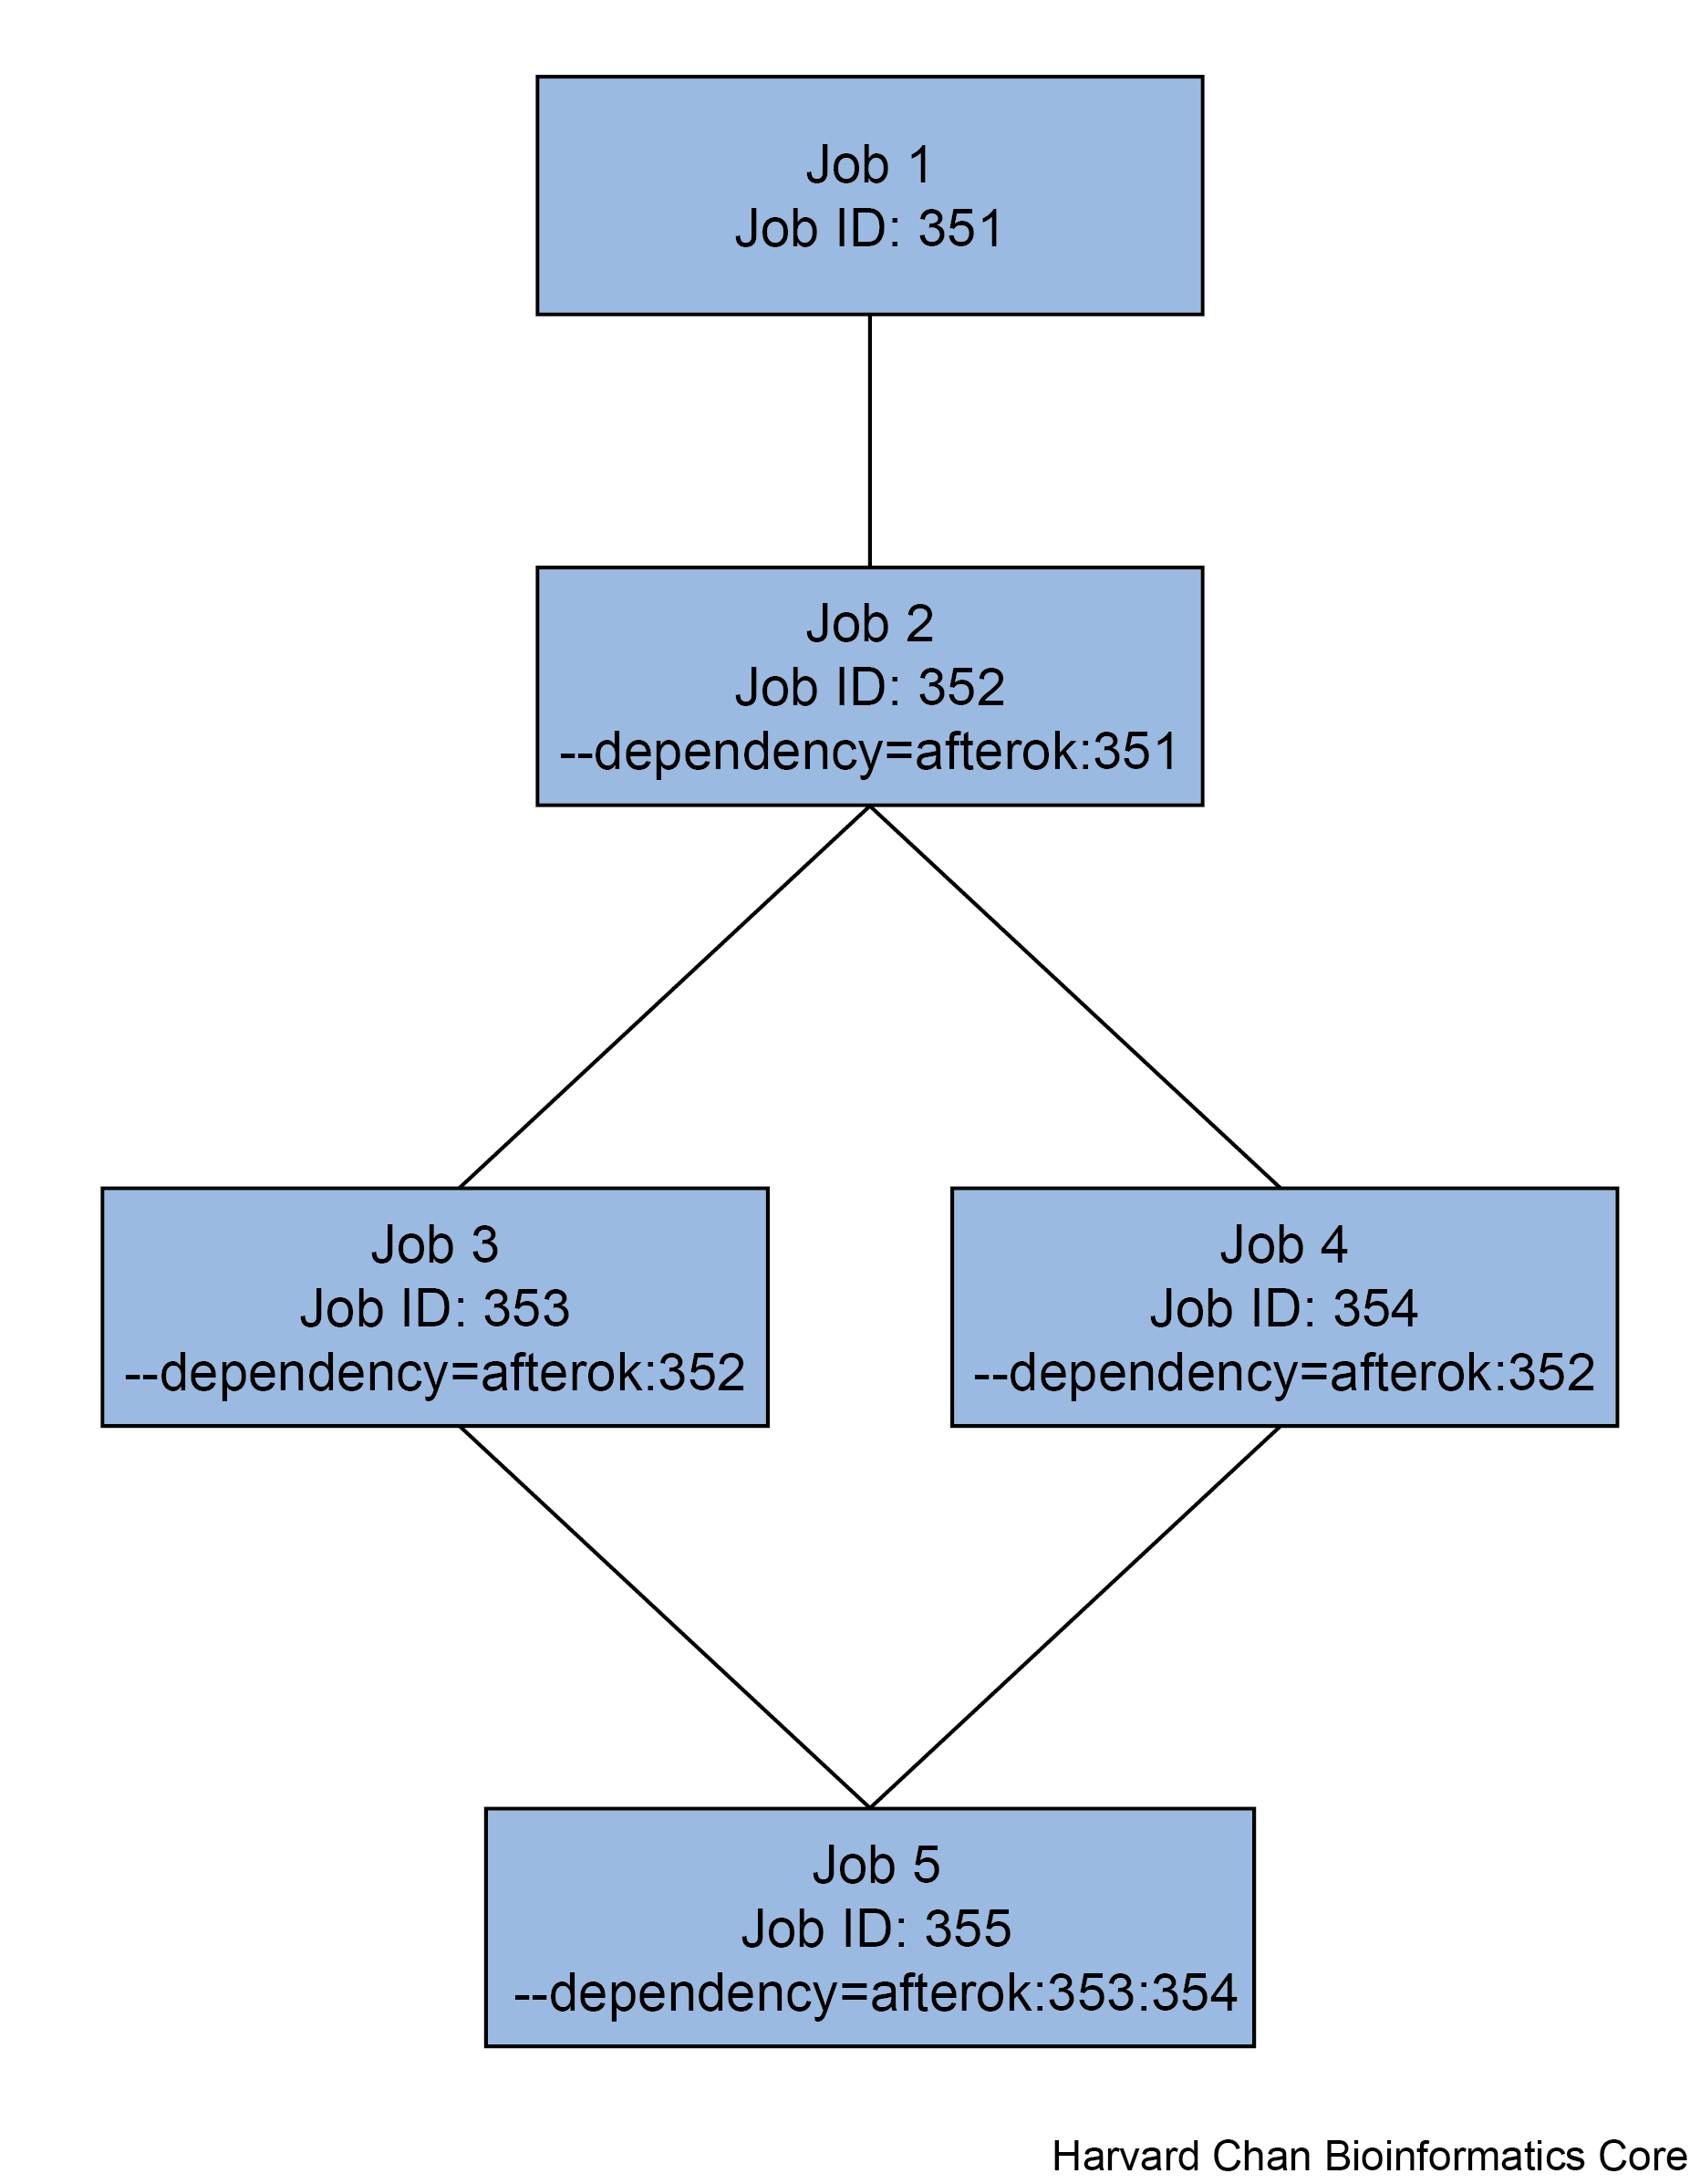 Job 1
Job ID: 351
Job 2
Job ID: 352
--dependency=afterok:351
Job 3
Job ID: 353
--dependency=afterok:352
Job 4
Job ID: 354
--dependency=afterok:352
Job 5
Job ID: 355
--dependency=afterok:353:354
Harvard Chan Bioinformatics Core